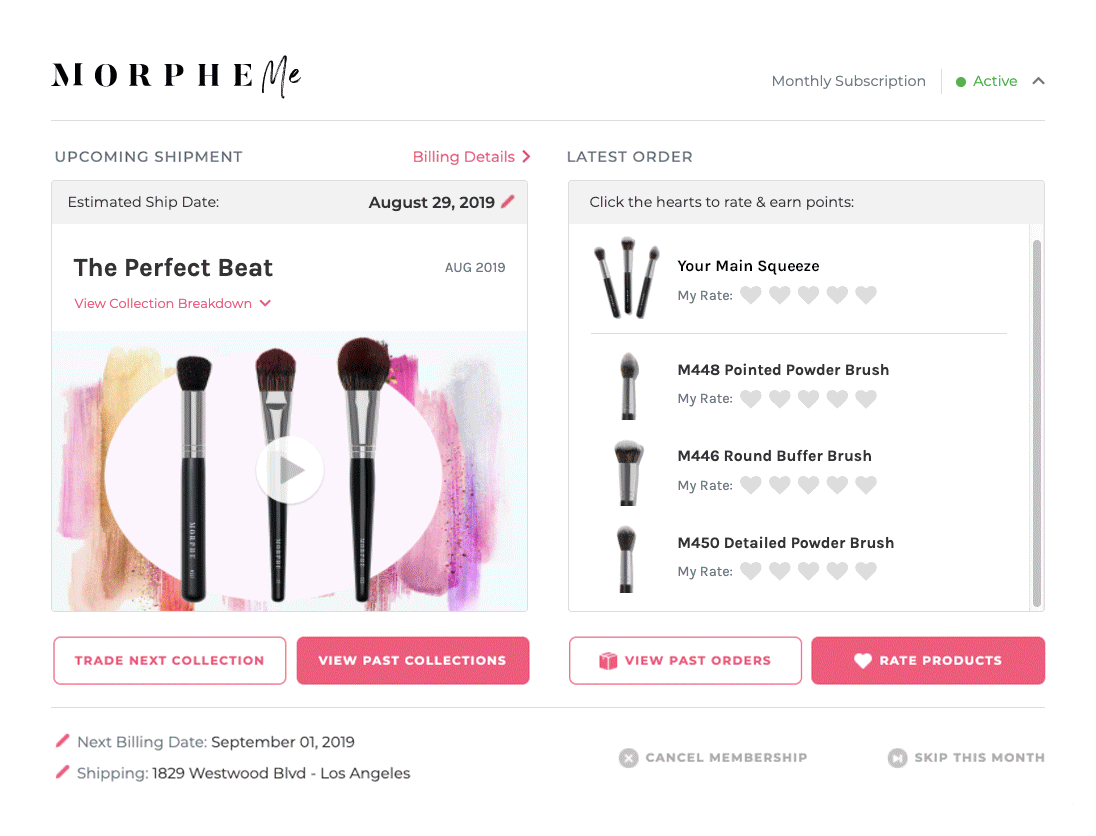 MORPHE Me
Monthly Subscription
Active
UPCOMING SHIPMENT
Billing Details
Estimated Ship Date:
August 29, 2019
The Perfect Beat
AUG 2019
View Collection Breakdown
MORPHE
MORPHE
MORPHE
TRADE NEXT COLLECTION
VIEW PAST COLLECTIONS
LATEST ORDER
Click the hearts to rate & earn points:
Your Main Squeeze
My Rate:
M448 Pointed Powder Brush
My Rate:
M446 Round Buffer Brush
My Rate:
M450 Detailed Powder Brush
My Rate:
VIEW PAST ORDERS
RATE PRODUCTS
Next Billing Date: September 01, 2019
Shipping: 1829 Westwood Blvd - Los Angeles
CANCEL MEMBERSHIP
SKIP THIS MONTH